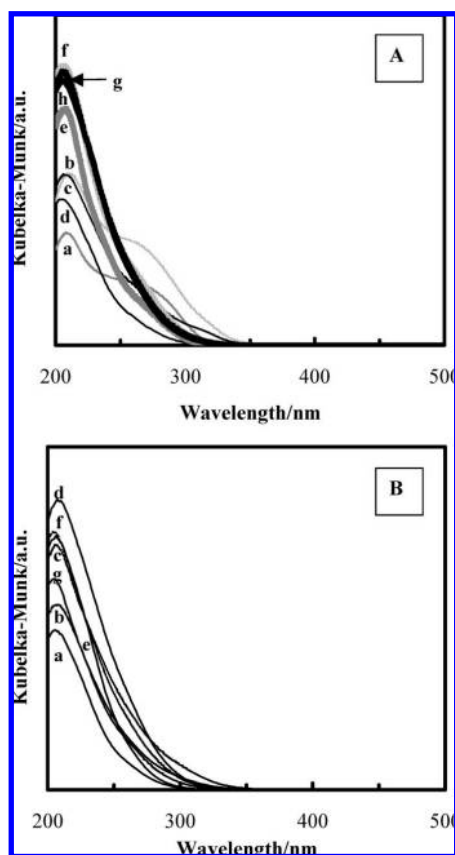 A
f
g
h
e
b
c
d
a
Kubelka-Munk/a.u.
200 300 400 500
Wavelength/nm
B
d
f
c
g
b
e
a
Kubelka-Munk/a.u.
200 300 400 500
Wavelength/nm